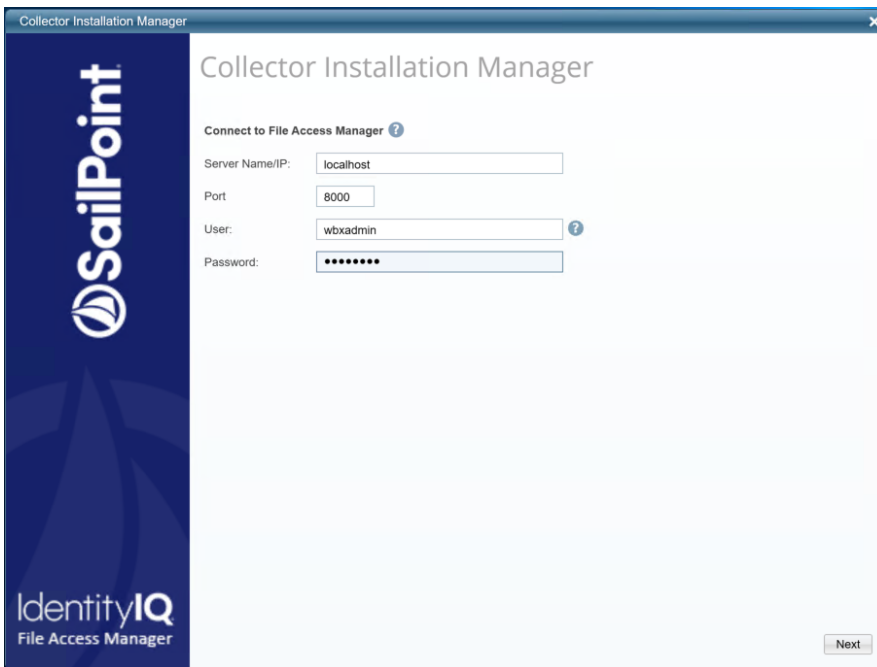 Collector Installation Manager
SailPoint
Collector Installation Manager
Connect to File Access Manager ?
Server Name/IP: localhost
Port 8000
User: wbxadmin ?
Password: ••••••••
IdentityIQ
File Access Manager
Next